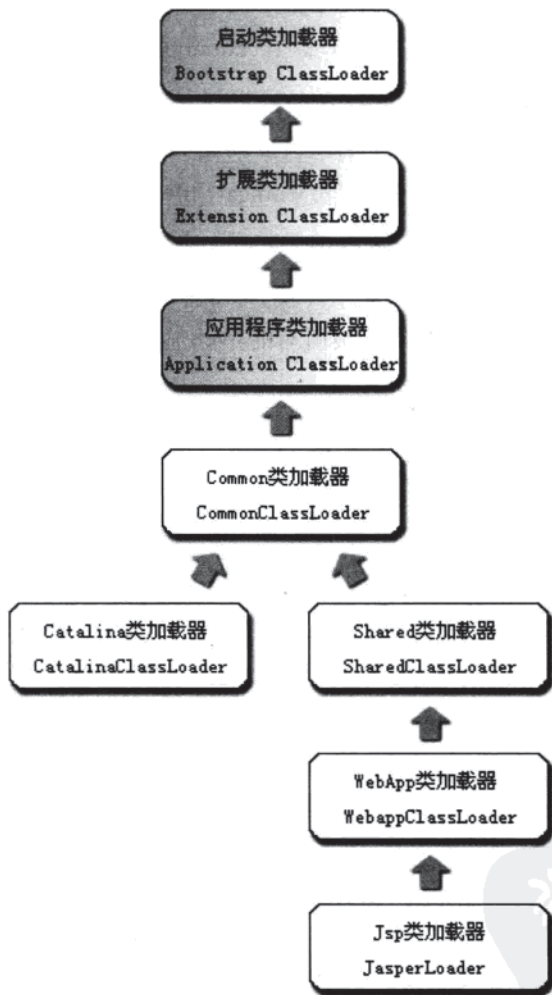 启动类加载器
Bootstrap ClassLoader
扩展类加载器
Extension ClassLoader
应用程序类加载器
Application ClassLoader
Common类加载器
CommonClassLoader
Catalina类加载器
CatalinaClassLoader
Shared类加载器
SharedClassLoader
WebApp类加载器
WebappClassLoader
Jsp类加载器
JasperLoader